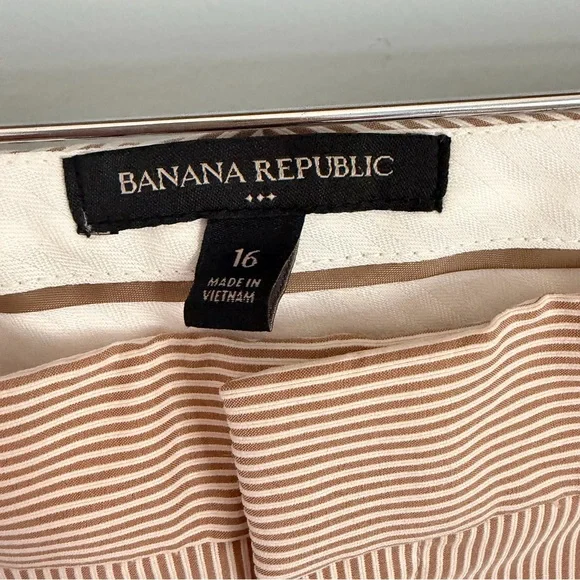 BANANA REPUBLIC
16
MADE IN
VIETNAM